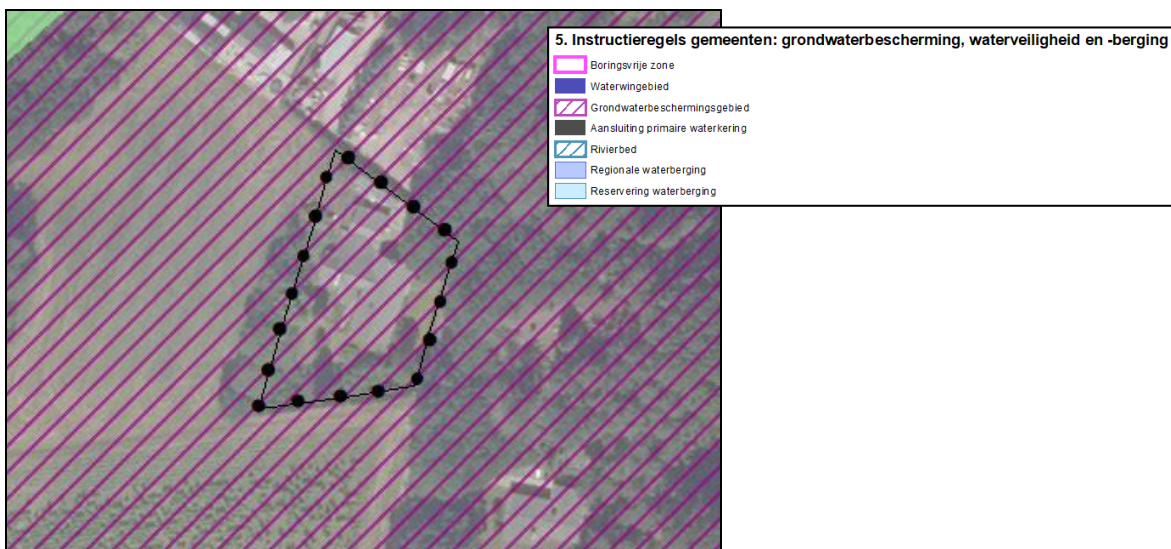 5. Instructieregels gemeenten: grondwaterbescherming, waterveiligheid en -berging
Boringsvrije zone
Waterwingebied
Grondwaterbeschermingsgebied
Aansluiting primaire waterkering
Rivierbed
Regionale waterberging
Reservering waterberging